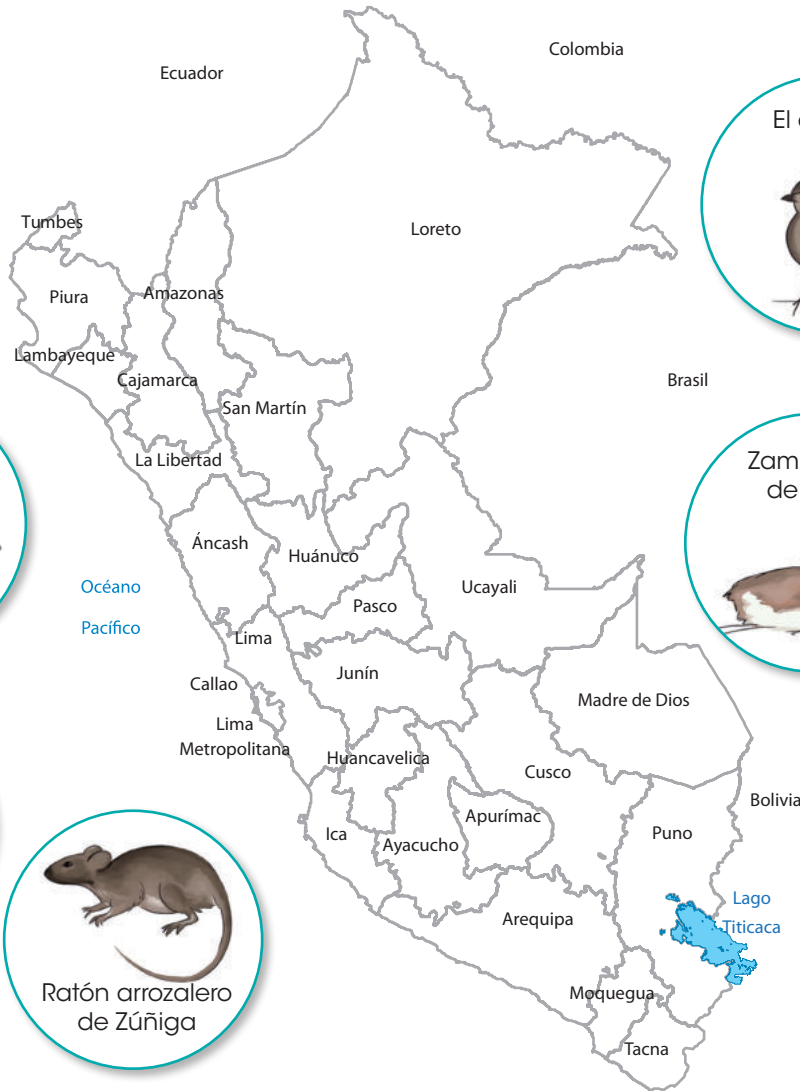 Colombia
Ecuador
El
Tumbes
Loreto
Piura
Amazonas
Lambayeque
Cajamarca
Brasil
San Martín
La Libertad
Zam
de
Áncash
Huánuco
Océano
Pacífico
Ucayali
Pasco
Lima
Junín
Callao
Madre de Dios
Lima
Metropolitana
Huancavelica
Cusco
Bolivia
Apurímac
Ica
Ayacucho
Puno
Lago
Titicaca
Arequipa
Ratón arrozalero
de Zúñiga
Moquegua
Tacna